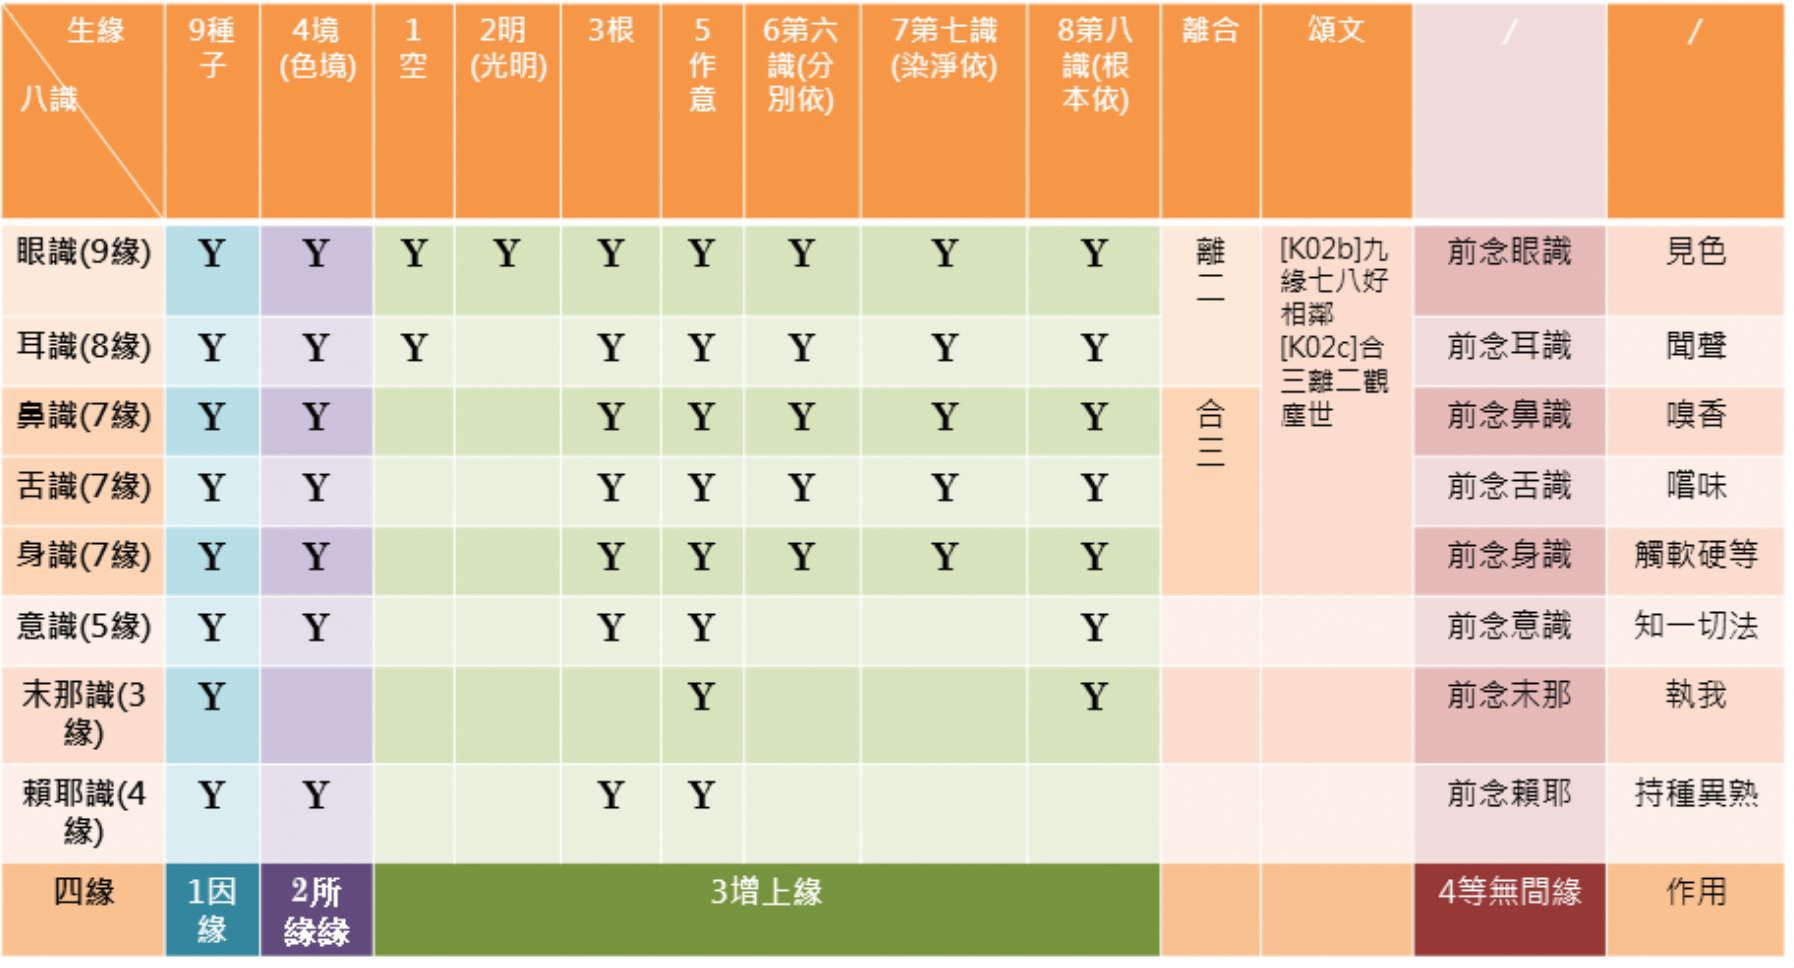 生緣
八識
9種
子
4境
(色境)
1
空
2明
(光明)
3根
5
作
意
6第六
識(分
別依)
7第七識
(染淨依)
8第八
識(根
本依)
離合
頌文
/
/
眼識(9緣)
Y
Y
Y
Y
Y
Y
Y
Y
Y
離
二
[K02b]九
緣七八好
相鄰
[K02c]合
三離二觀
塵世
前念眼識
見色
耳識(8緣)
Y
Y
Y
Y
Y
Y
Y
Y
前念耳識
聞聲
鼻識(7緣)
Y
Y
Y
Y
Y
Y
Y
合
三
前念鼻識
嗅香
舌識(7緣)
Y
Y
Y
Y
Y
Y
Y
前念舌識
嚐味
身識(7緣)
Y
Y
Y
Y
Y
Y
Y
前念身識
觸軟硬等
意識(5緣)
Y
Y
Y
Y
Y
前念意識
知一切法
末那識(3
緣)
Y
Y
Y
前念末那
執我
賴耶識(4
緣)
Y
Y
Y
Y
前念賴耶
持種異熟
四緣
1因
緣
2所
緣緣
3增上緣
4等無間緣
作用